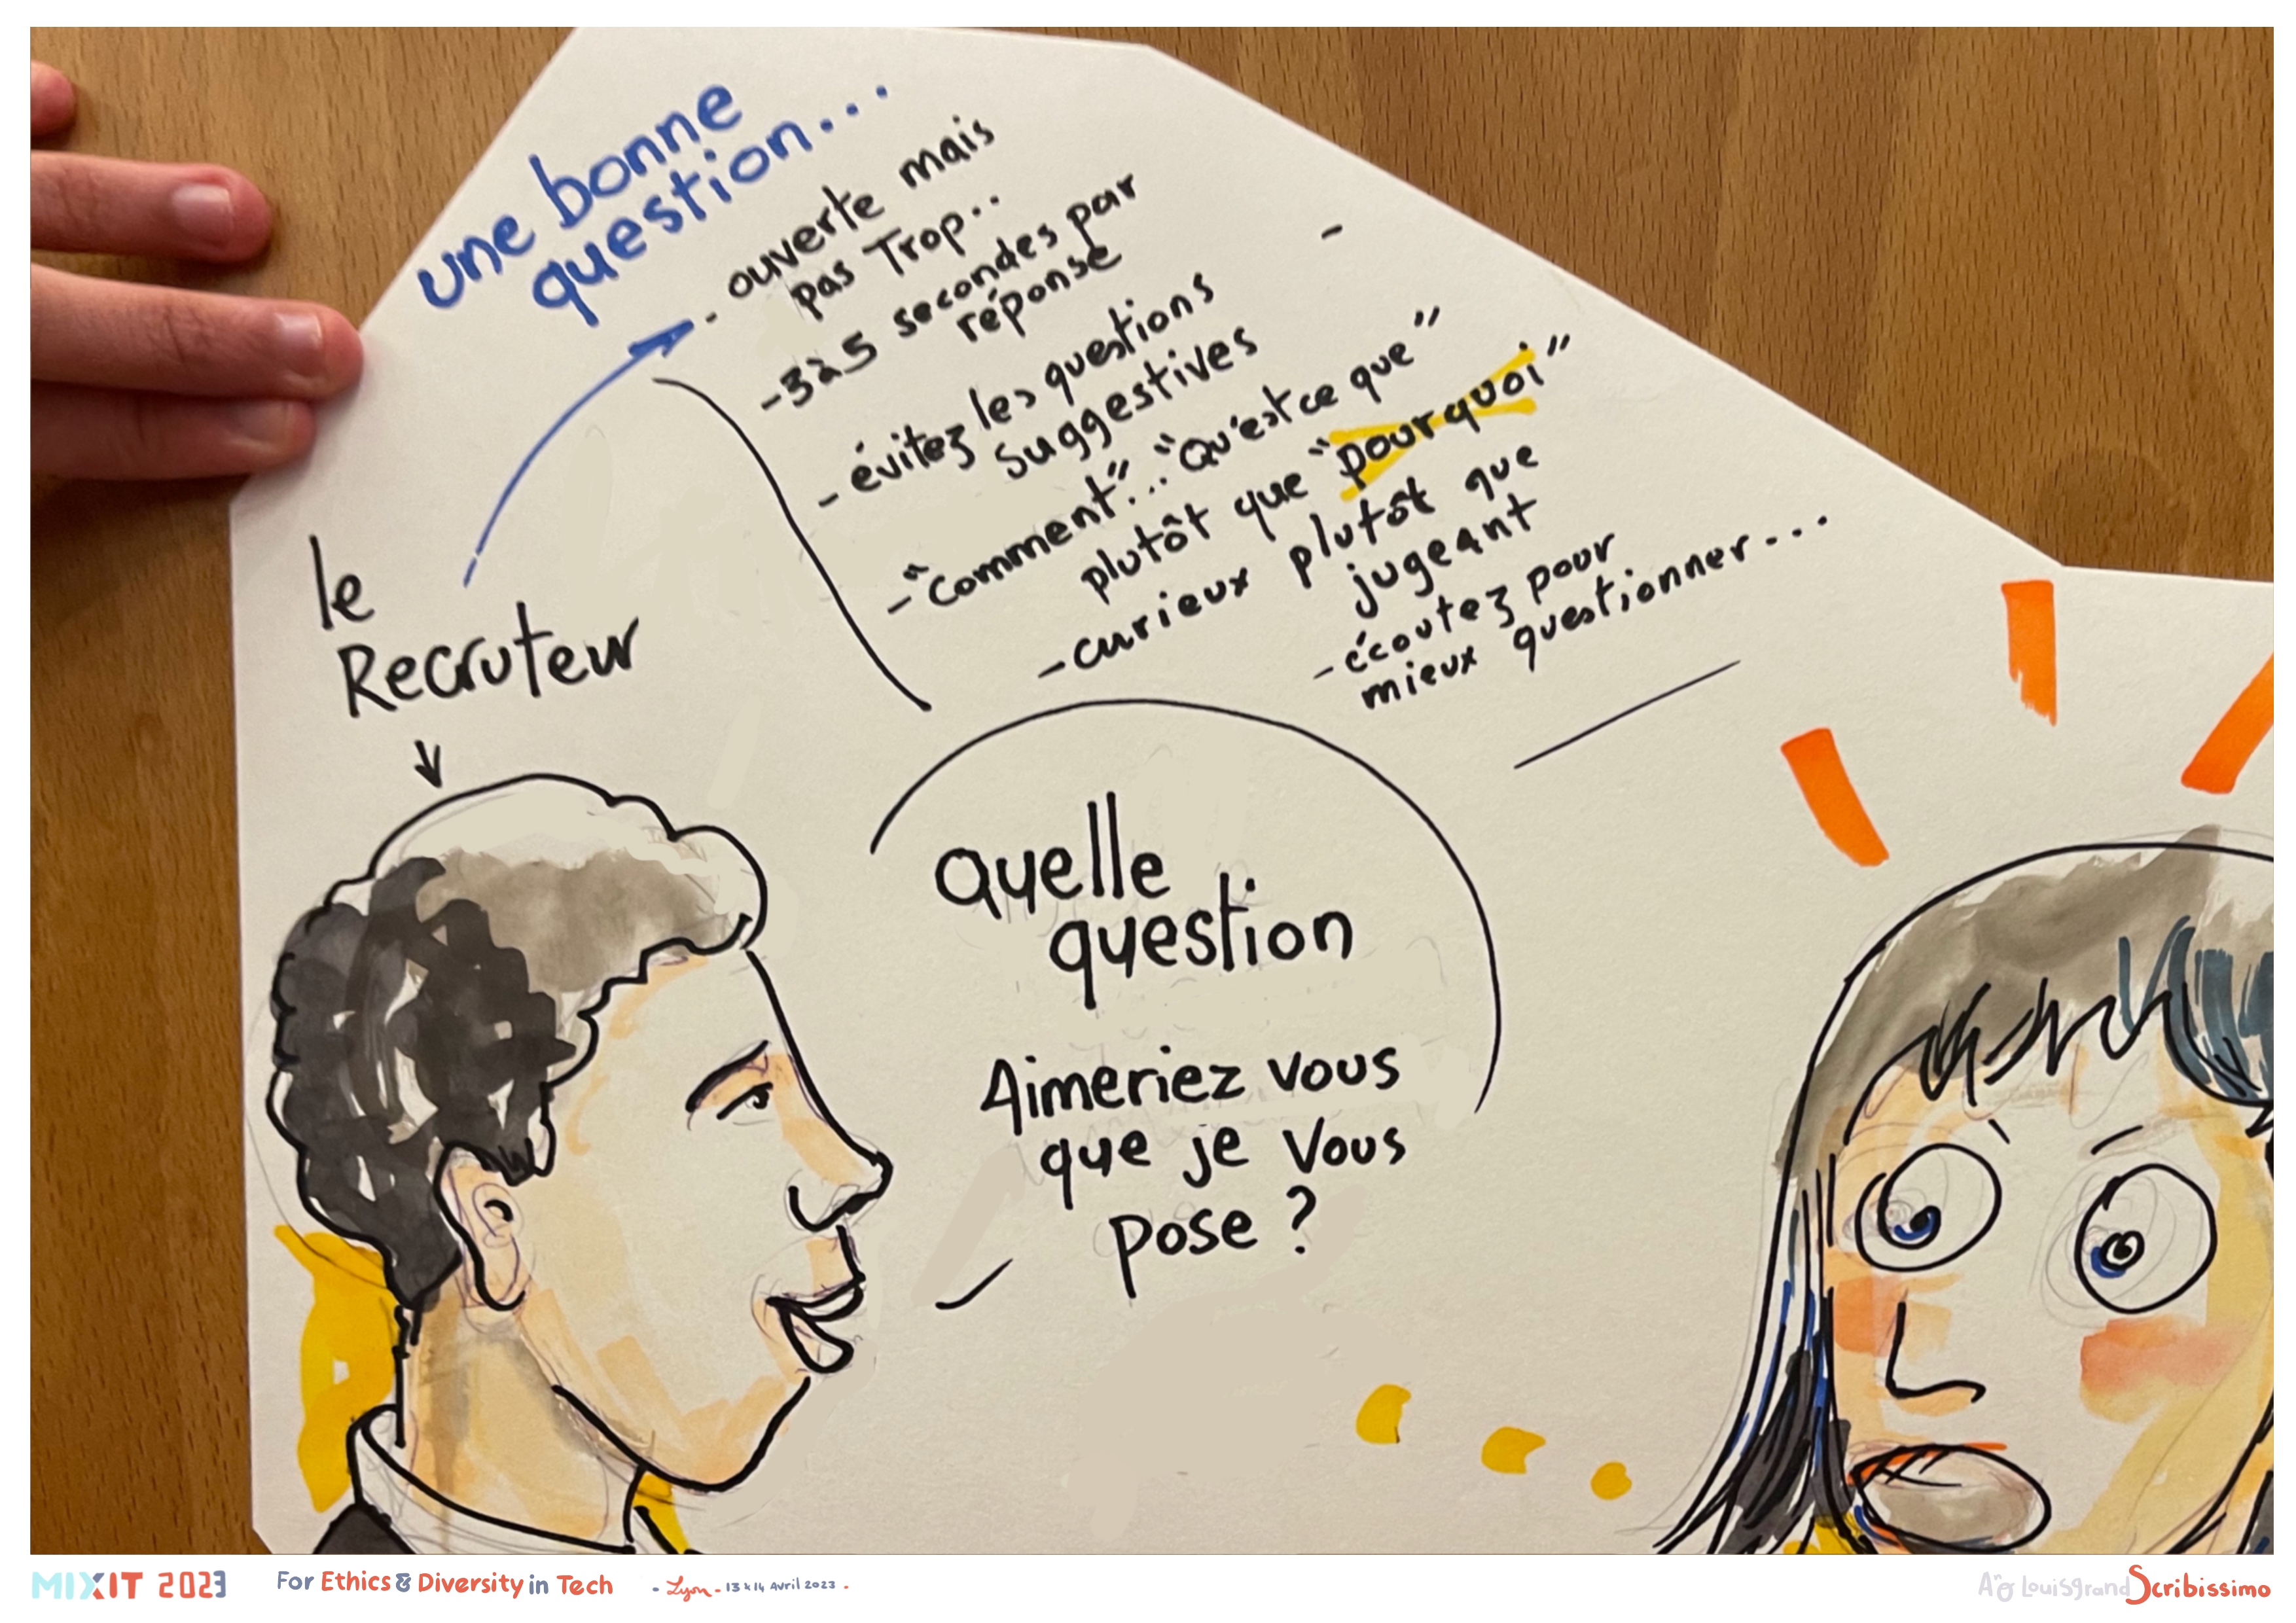 une bonne
question...
- ouverte mais
pas Trop..
- 3 à 5 secondes par
réponse
- évitez les questions
suggestives
- "Comment"... "Qu'est ce que"
plutôt que "pourquoi"
- curieux plutôt que
jugeant
- écoutez pour
mieux questionner...
le
Recruteur
quelle
question
Aimeriez vous
que je vous
pose ?
MIXIT 2023
For Ethics & Diversity in Tech
- Lyon - 13 & 14 Avril 2023 -
Louisgrand Scribissimo